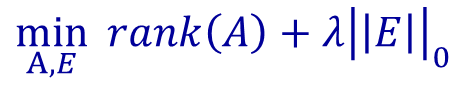 min rank(A) + λ||E||₀
A,E